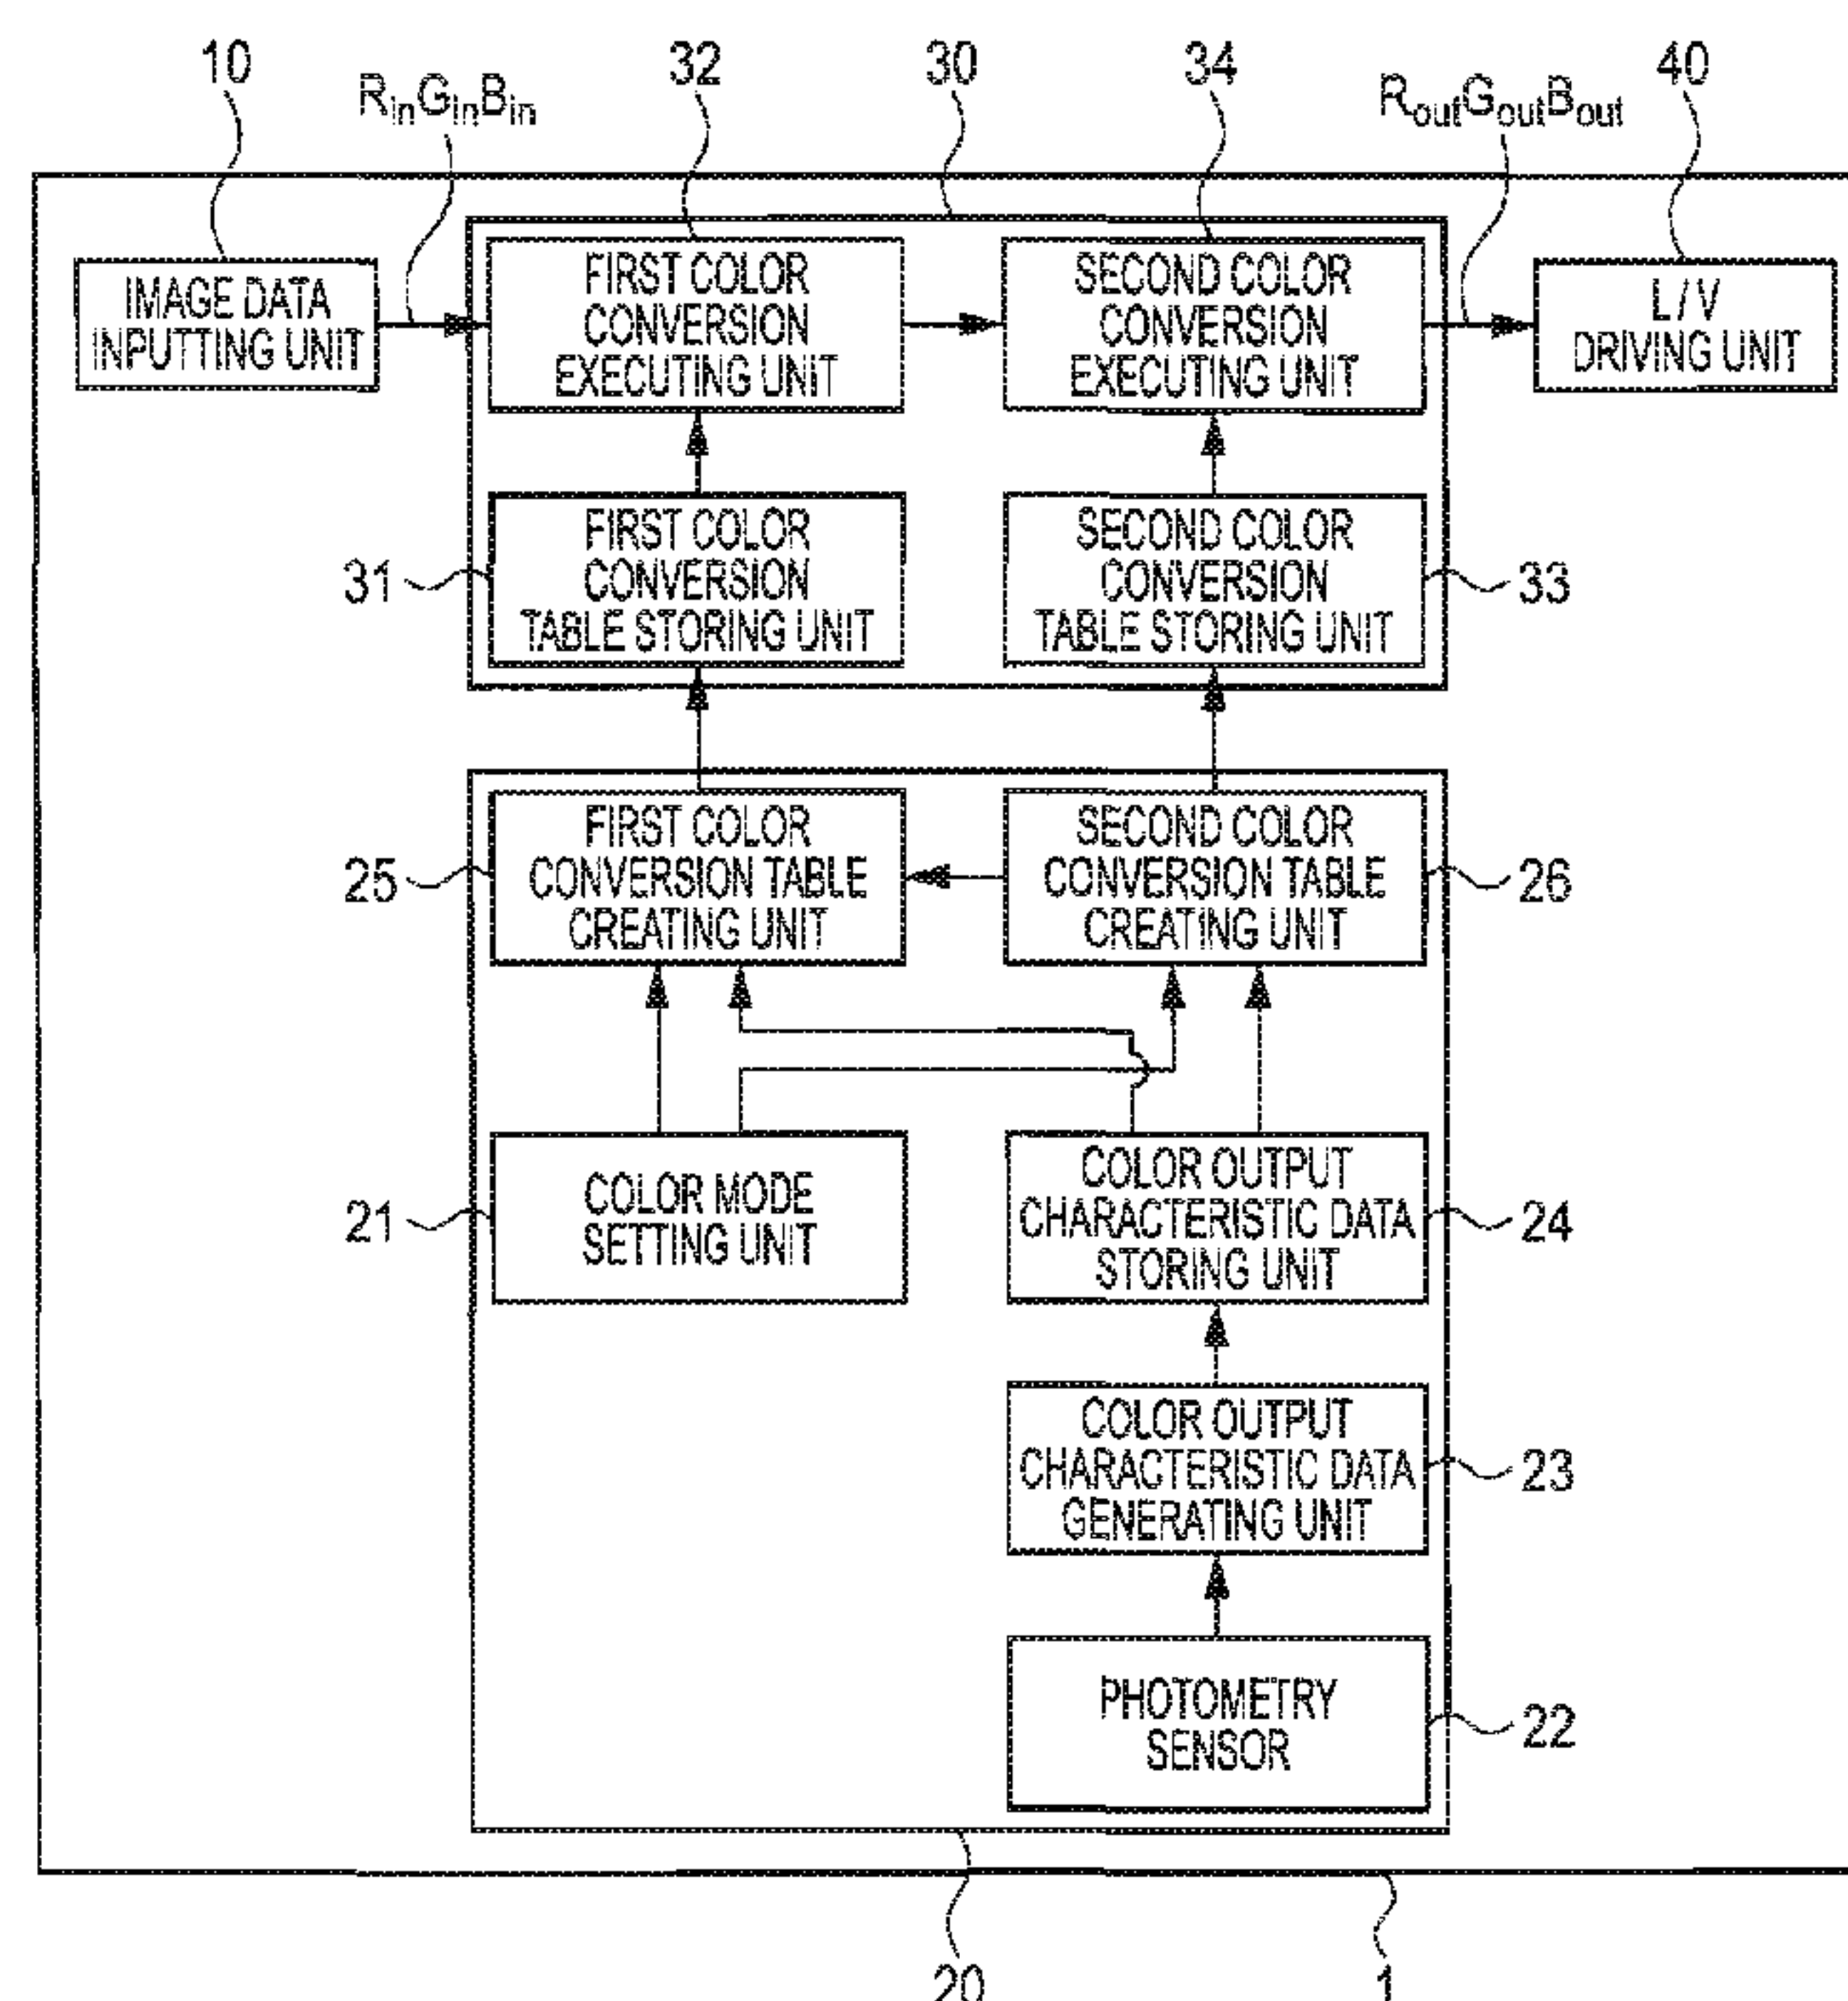 10
R_inG_inB_in
32
30
34
R_outG_outB_out
40
IMAGE DATA
INPUTTING UNIT
FIRST COLOR
CONVERSION
EXECUTING UNIT
SECOND COLOR
CONVERSION
EXECUTING UNIT
L / V
DRIVING UNIT
31
FIRST COLOR
CONVERSION
TABLE STORING UNIT
SECOND COLOR
CONVERSION
TABLE STORING UNIT
33
25
FIRST COLOR
CONVERSION TABLE
CREATING UNIT
SECOND COLOR
CONVERSION TABLE
CREATING UNIT
26
21
COLOR MODE
SETTING UNIT
COLOR OUTPUT
CHARACTERISTIC DATA
STORING UNIT
24
COLOR OUTPUT
CHARACTERISTIC DATA
GENERATING UNIT
23
PHOTOMETRY
SENSOR
22
20
1